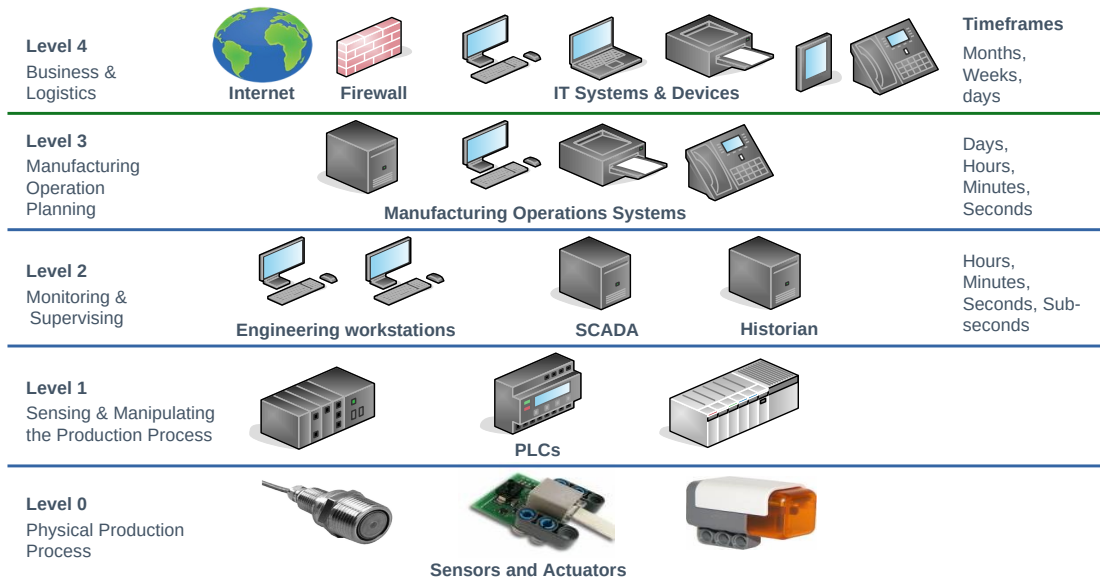 Level 4
Business &
Logistics
Internet
Firewall
IT Systems & Devices
Timeframes
Months,
Weeks,
days
Level 3
Manufacturing
Operation
Planning
Manufacturing Operations Systems
Days,
Hours,
Minutes,
Seconds
Level 2
Monitoring &
Supervising
Engineering workstations
SCADA
Historian
Hours,
Minutes,
Seconds, Sub-
seconds
Level 1
Sensing & Manipulating
the Production Process
PLCs
Level 0
Physical Production
Process
Sensors and Actuators